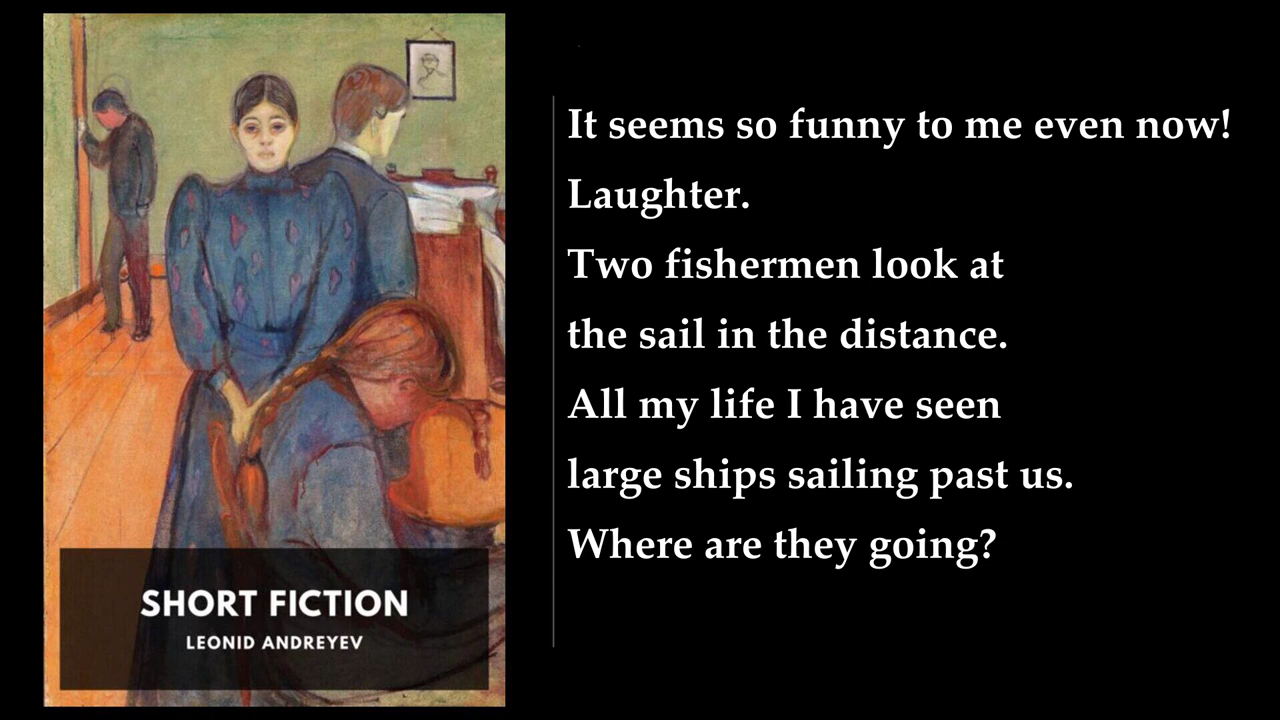 SHORT FICTION
LEONID ANDREYEV
It seems so funny to me even now!
Laughter.
Two fishermen look at
the sail in the distance.
All my life I have seen
large ships sailing past us.
Where are they going?